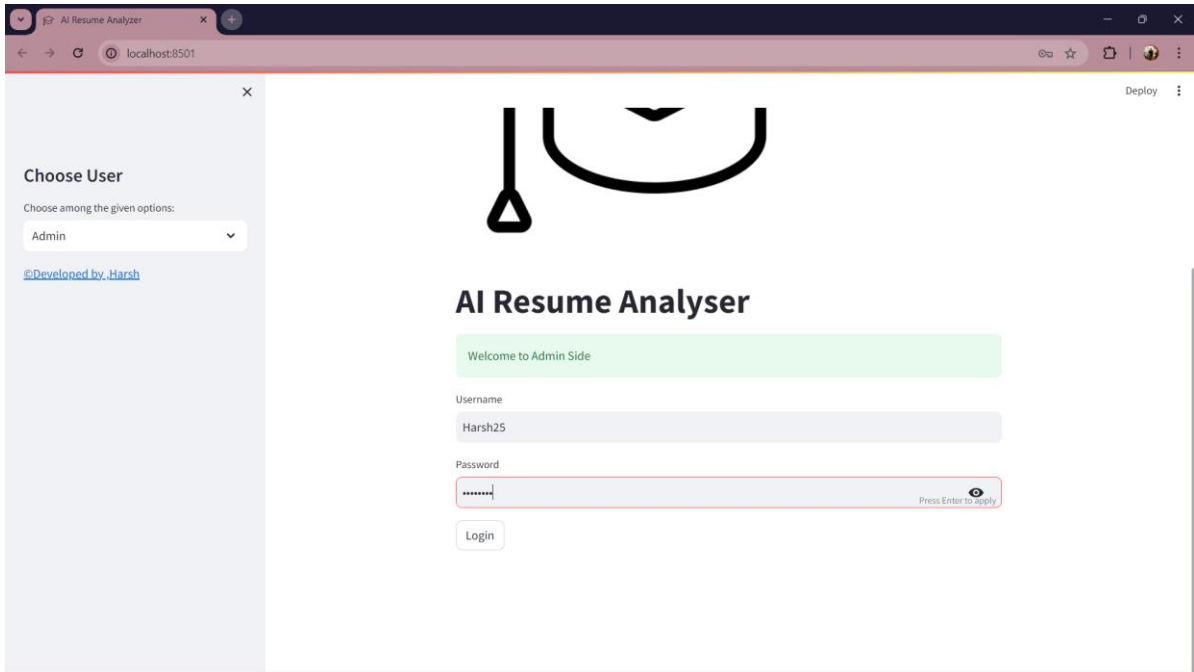 AI Resume Analyzer
localhost:8501
Deploy
Choose User
Choose among the given options:
Admin
©Developed by ,Harsh
AI Resume Analyser
Welcome to Admin Side
Username
Harsh25
Password
••••••••
Press Enter to apply
Login